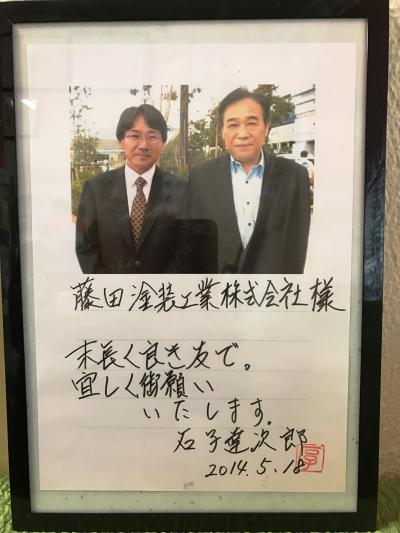 藤田塗装工業株式会社様
末長く良き友で。
宜しく御願い
いたします。
石子達次郎
2014.5.18